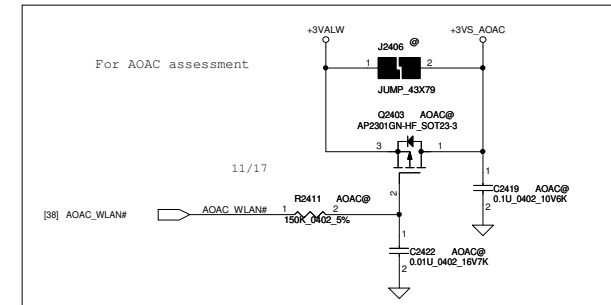 +3VALW
+3VS_AOAC
J2406 @
For AOAC assessment
1 2
JUMP_43X79
Q2403 AOAC@
AP2301GN-HF_SOT23-3
3 1
2
11/17
R2411 AOAC@
[38] AOAC_WLAN#
AOAC_WLAN# 1 2
150K_0402_5%
1
C2419 AOAC@
0.1U_0402_10V6K
2
1
C2422 AOAC@
0.01U_0402_16V7K
2